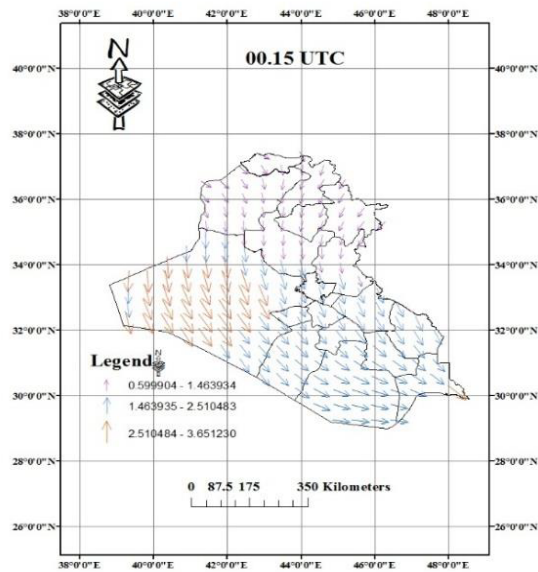 38°0'0"E 40°0'0"E 42°0'0"E 44°0'0"E 46°0'0"E 48°0'0"E
N
00.15 UTC
40°0'0"N 40°0'0"N
38°0'0"N 38°0'0"N
36°0'0"N 36°0'0"N
34°0'0"N 34°0'0"N
32°0'0"N 32°0'0"N
Legend
30°0'0"N 30°0'0"N
0.599904 - 1.463934
1.463935 - 2.510483
2.510484 - 3.651230
28°0'0"N 28°0'0"N
0 87.5 175 350 Kilometers
26°0'0"N 26°0'0"N
38°0'0"E 40°0'0"E 42°0'0"E 44°0'0"E 46°0'0"E 48°0'0"E